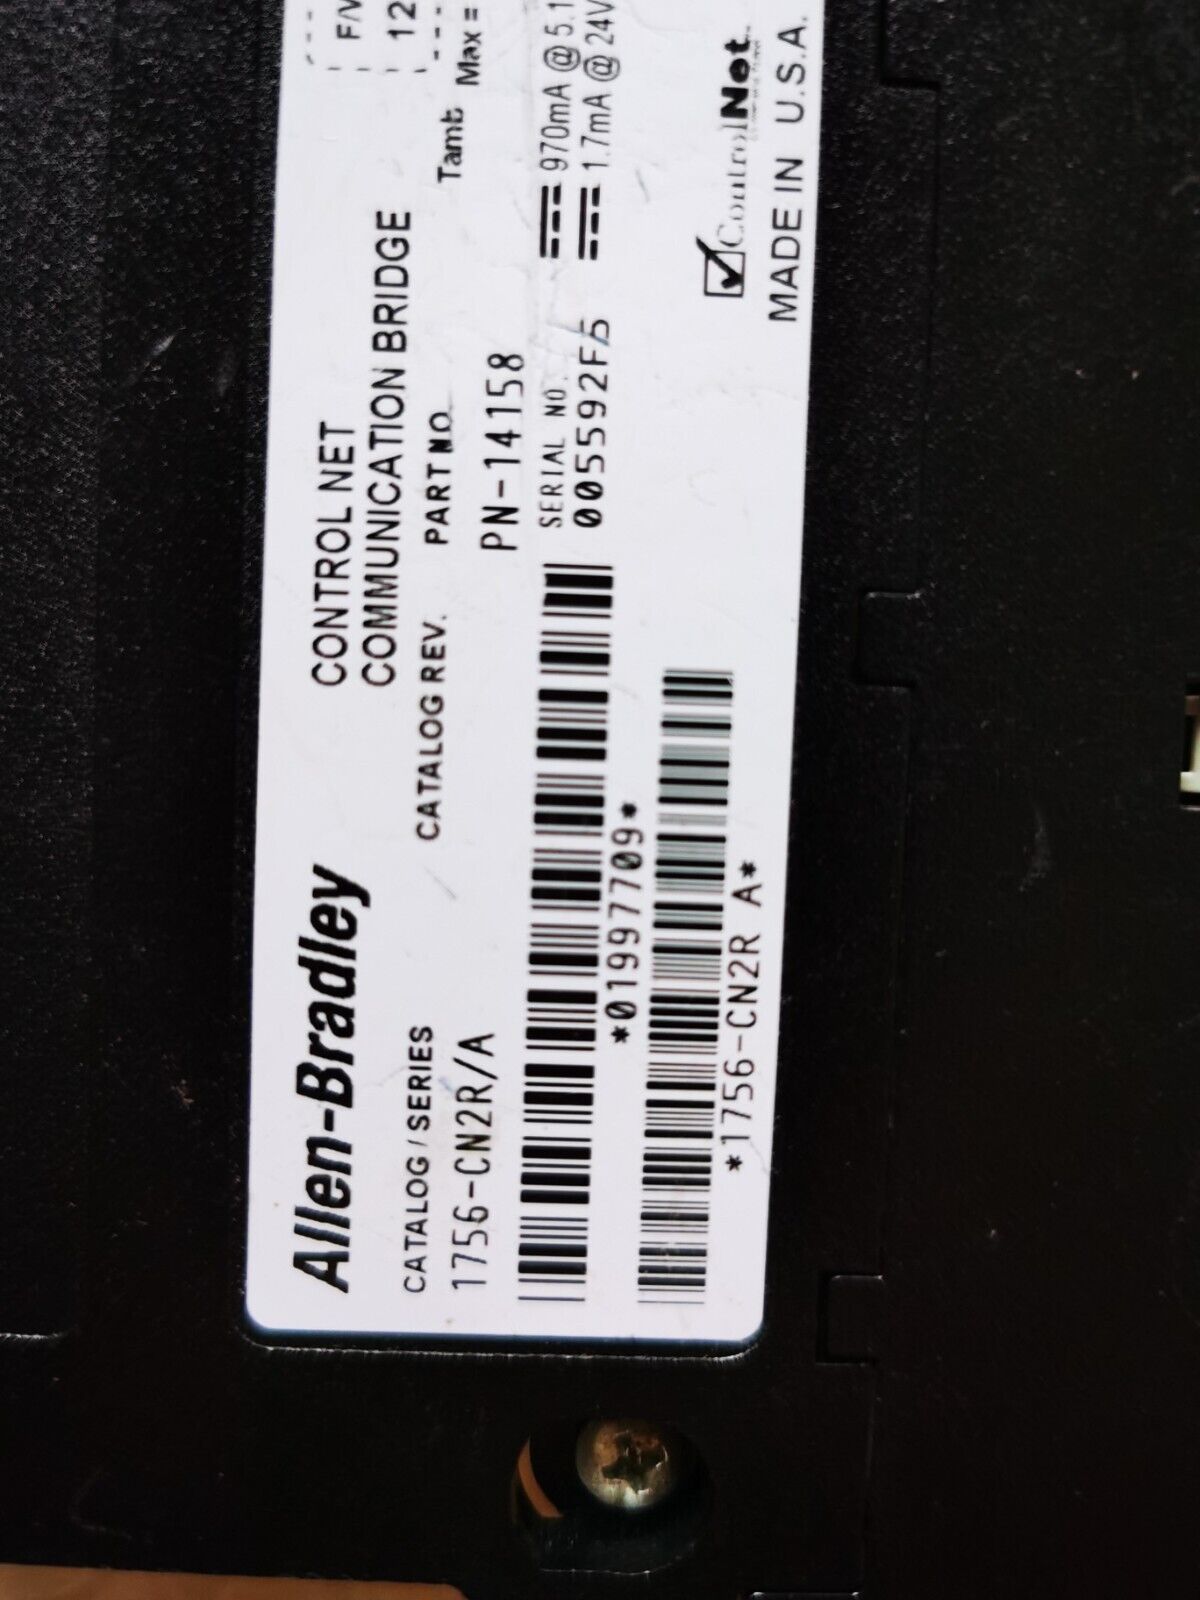 Allen-Bradley
CONTROL NET
COMMUNICATION BRIDGE
F/W
12
CATALOG / SERIES
1756-CN2R/A
CATALOG REV.
PART NO.
PN-14158
Tamb
Max =
SERIAL NO.
005592F5
970mA @ 5.1
1.7mA @ 24V
*01997709*
*1756-CN2R A*
ControlNet
MADE IN U.S.A.